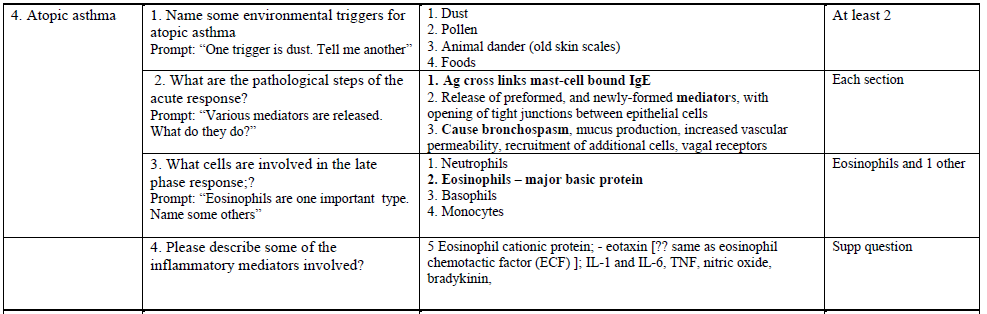 4. Atopic asthma
1. Name some environmental triggers for
atopic asthma
Prompt: “One trigger is dust. Tell me another”
1. Dust
2. Pollen
3. Animal dander (old skin scales)
4. Foods
At least 2
2. What are the pathological steps of the
acute response?
Prompt: “Various mediators are released.
What do they do?”
1. Ag cross links mast-cell bound IgE
2. Release of preformed, and newly-formed mediators, with
opening of tight junctions between epithelial cells
3. Cause bronchospasm, mucus production, increased vascular
permeability, recruitment of additional cells, vagal receptors
Each section
3. What cells are involved in the late
phase response;?
Prompt: “Eosinophils are one important type.
Name some others”
1. Neutrophils
2. Eosinophils – major basic protein
3. Basophils
4. Monocytes
Eosinophils and 1 other
4. Please describe some of the
inflammatory mediators involved?
5 Eosinophil cationic protein; - eotaxin [?? same as eosinophil
chemotactic factor (ECF) ]; IL-1 and IL-6, TNF, nitric oxide,
bradykinin,
Supp question